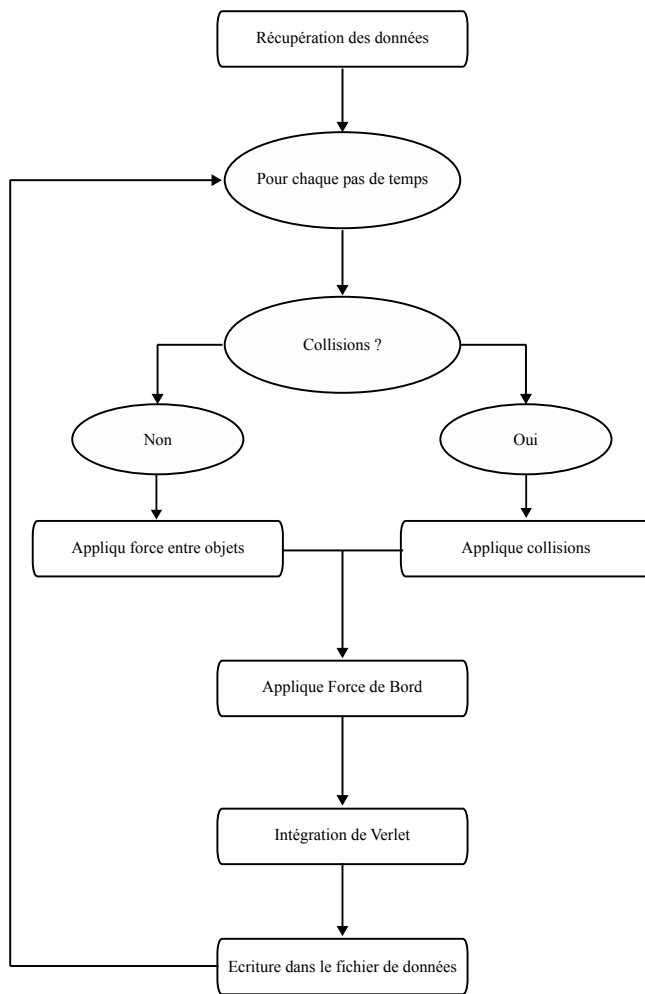 Récupération des données
Pour chaque pas de temps
Collisions ?
Non
Oui
Appliqu force entre objets
Applique collisions
Applique Force de Bord
Intégration de Verlet
Ecriture dans le fichier de données